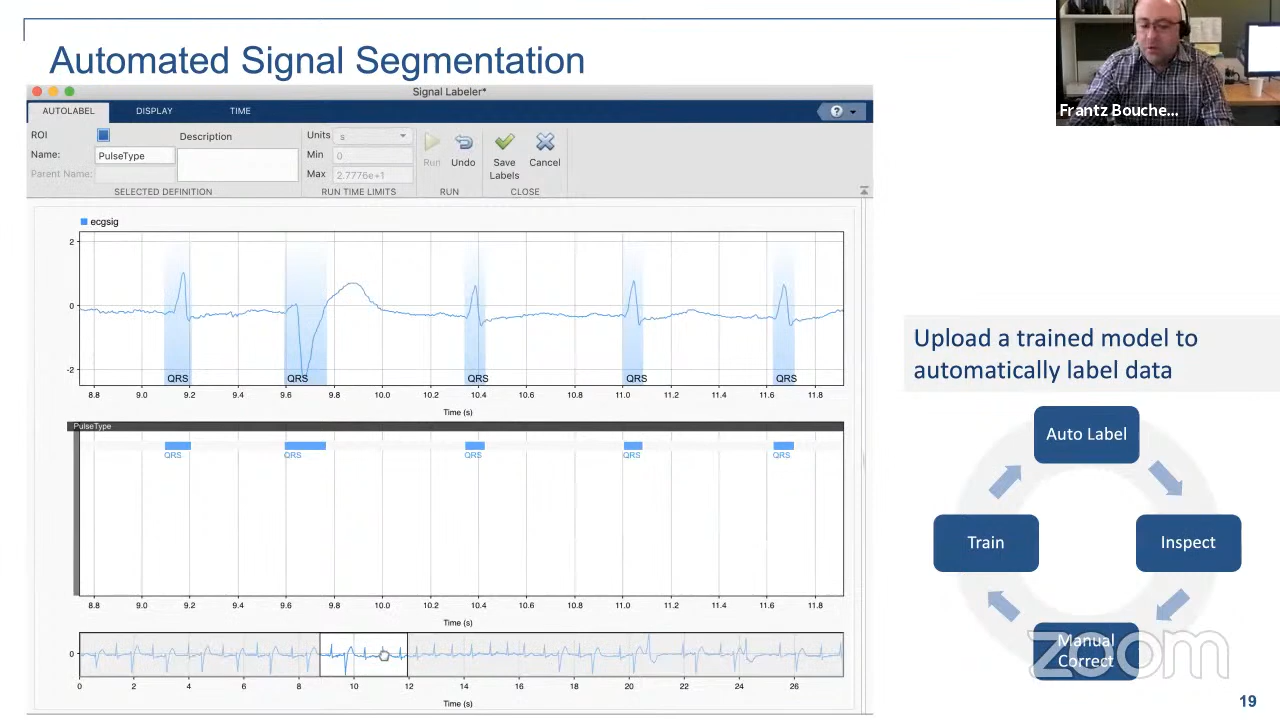 Automated Signal Segmentation
Frantz Bouche...
Signal Labeler*
AUTOLABEL DISPLAY TIME
ROI Description Units s
Name: PulseType Min 0 Run Undo Save Labels Cancel
Parent Name: Max 2.7776e+1
SELECTED DEFINITION RUN TIME LIMITS RUN CLOSE
ecgsig
2
0
-2
QRS QRS QRS QRS QRS
8.8 9.0 9.2 9.4 9.6 9.8 10.0 10.2 10.4 10.6 10.8 11.0 11.2 11.4 11.6 11.8
Time (s)
PulseType
QRS QRS QRS QRS QRS
8.8 9.0 9.2 9.4 9.6 9.8 10.0 10.2 10.4 10.6 10.8 11.0 11.2 11.4 11.6 11.8
Time (s)
0
0 2 4 6 8 10 12 14 16 18 20 22 24 26
Time (s)
Upload a trained model to
automatically label data
Auto Label
Train
Inspect
Manual
Correct
zoom
19